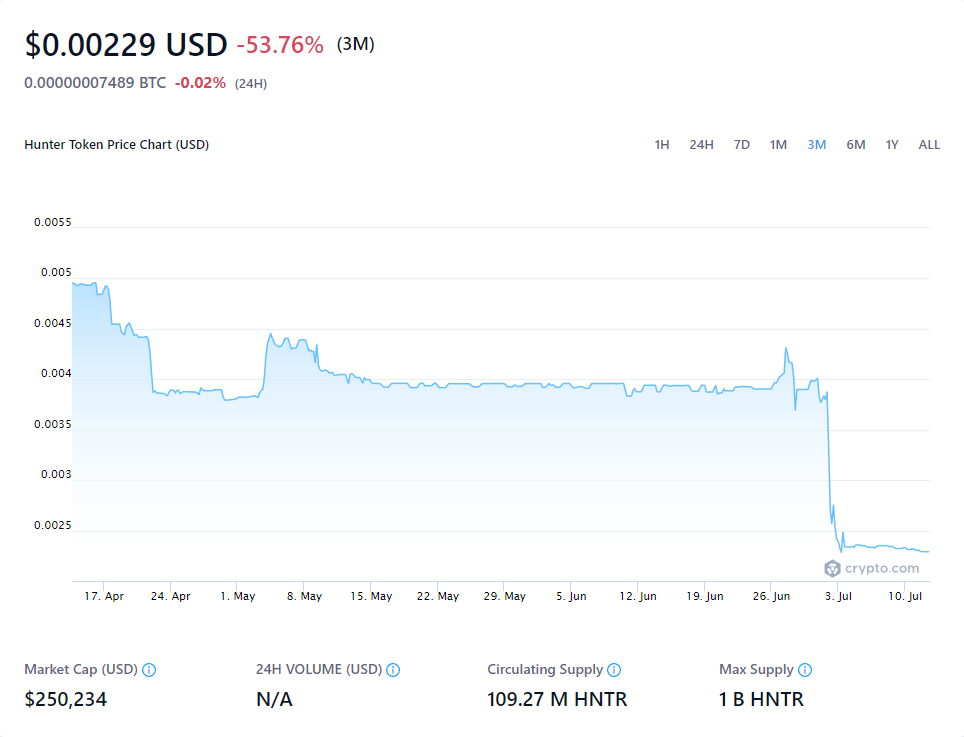 $0.00229 USD -53.76% (3M)
0.00000007489 BTC -0.02% (24H)
Hunter Token Price Chart (USD)
1H 24H 7D 1M 3M 6M 1Y ALL
0.0055
0.005
0.0045
0.004
0.0035
0.003
0.0025
crypto.com
17. Apr 24. Apr 1. May 8. May 15. May 22. May 29. May 5. Jun 12. Jun 19. Jun 26. Jun 3. Jul 10. Jul
Market Cap (USD) 24H VOLUME (USD) Circulating Supply Max Supply
$250,234 N/A 109.27 M HNTR 1 B HNTR